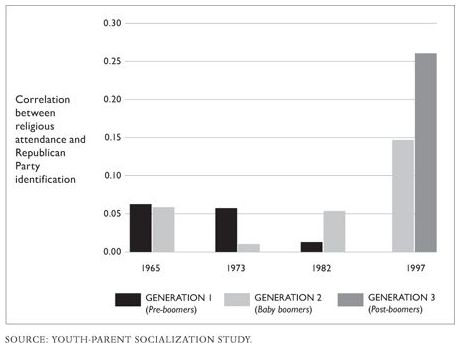 0.30
0.25
0.20
0.15
0.10
0.05
0.00
Correlation
between
religious
attendance and
Republican
Party
identification
1965 1973 1982 1997
GENERATION 1 GENERATION 2 GENERATION 3
(Pre-boomers) (Baby boomers) (Post-boomers)
SOURCE: YOUTH-PARENT SOCIALIZATION STUDY.